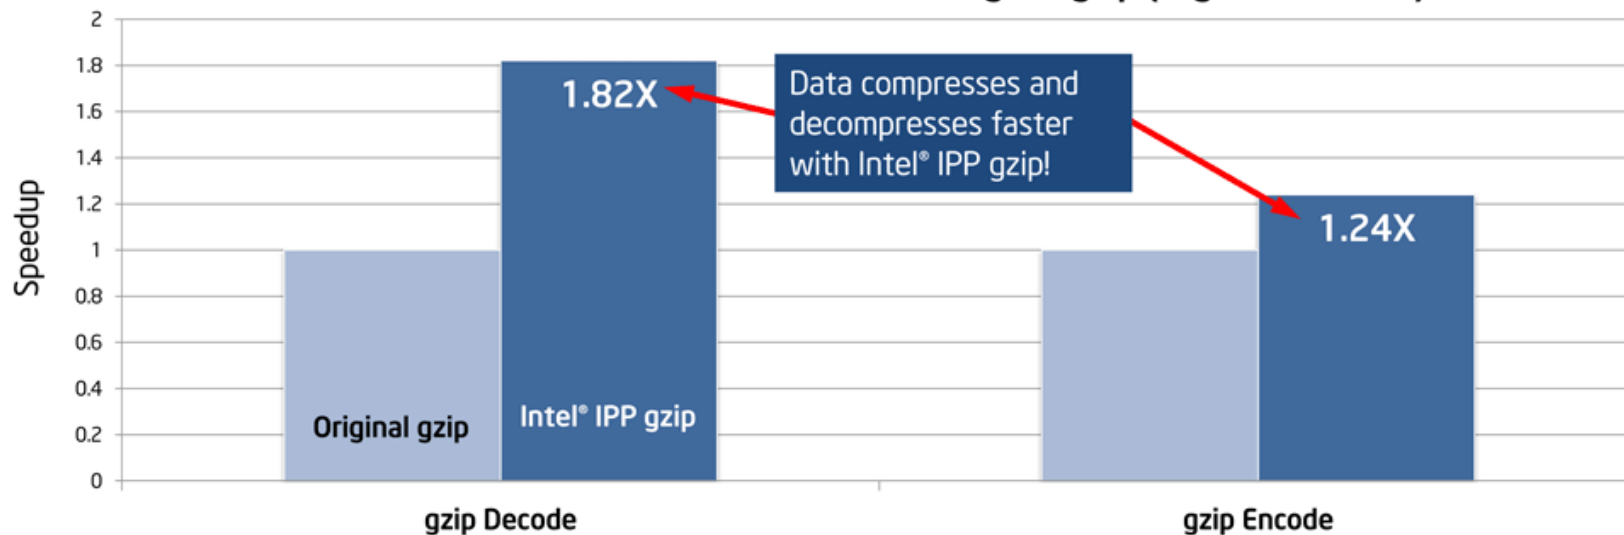 2
1.8
1.6
1.4
1.2
1
0.8
0.6
0.4
0.2
0
Speedup
1.82X
Data compresses and
decompresses faster
with Intel® IPP gzip!
1.24X
Original gzip
Intel® IPP gzip
gzip Decode
gzip Encode